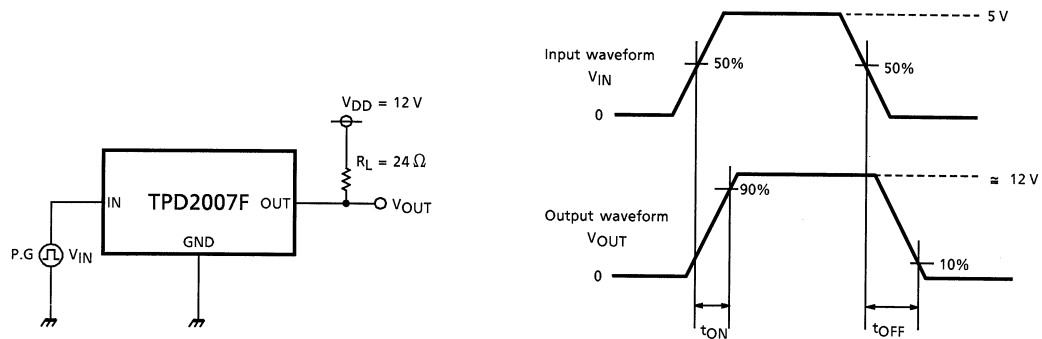 VDD = 12 V
RL = 24 Ω
TPD2007F
IN
OUT
GND
VOUT
P.G
VIN
Input waveform
VIN
5 V
50%
50%
0
Output waveform
VOUT
≅ 12 V
90%
10%
0
tON
tOFF